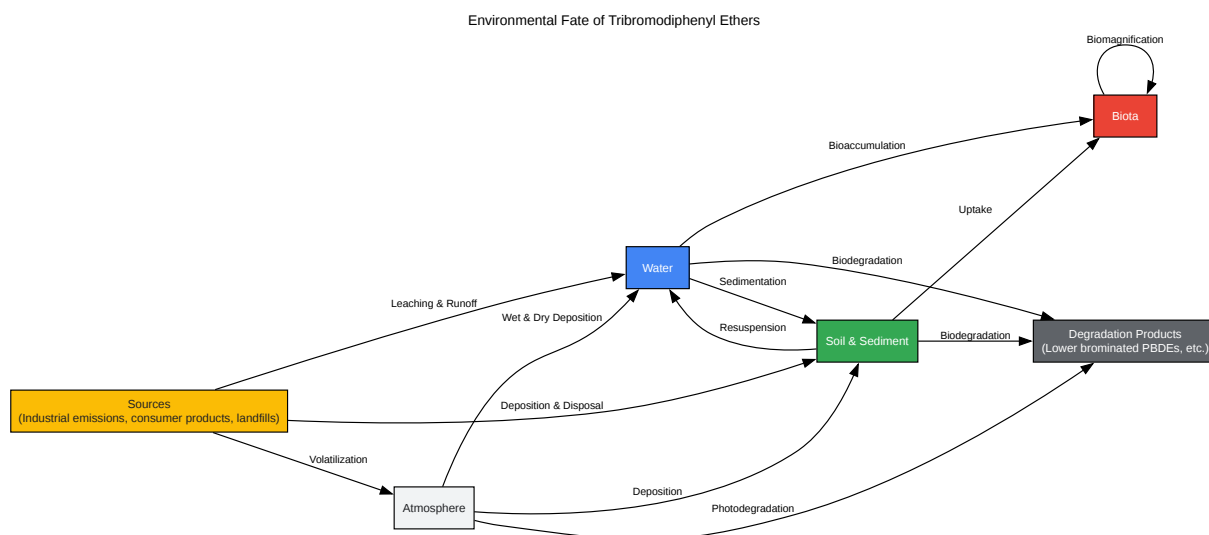 Environmental Fate of Tribromodiphenyl Ethers
Biomagnification
Biota
Bioaccumulation
Uptake
Water
Biodegradation
Sedimentation
Leaching & Runoff
Wet & Dry Deposition
Resuspension
Soil & Sediment
Biodegradation
Degradation Products
(Lower brominated PBDEs, etc.)
Sources
(Industrial emissions, consumer products, landfills)
Deposition & Disposal
Volatilization
Atmosphere
Deposition
Photodegradation